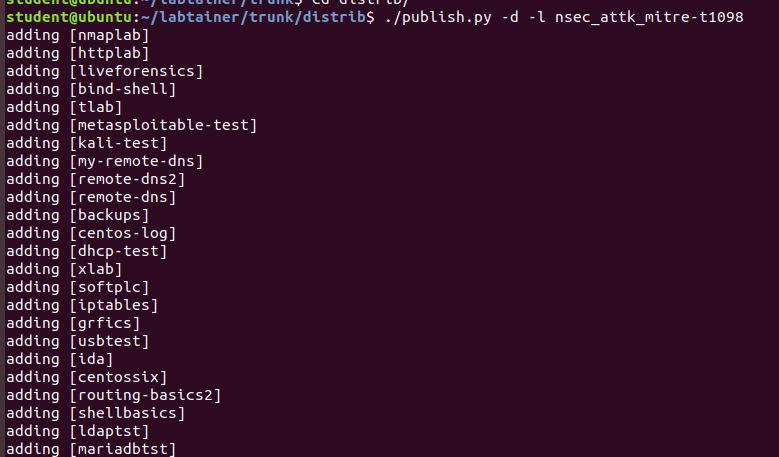 student@ubuntu:~/labtainer/trunk$ cd distrib/
student@ubuntu:~/labtainer/trunk/distrib$ ./publish.py -d -l nsec_attk_mitre-t1098
adding [nmaplab]
adding [httplab]
adding [liveforensics]
adding [bind-shell]
adding [tlab]
adding [metasploitable-test]
adding [kali-test]
adding [my-remote-dns]
adding [remote-dns2]
adding [remote-dns]
adding [backups]
adding [centos-log]
adding [dhcp-test]
adding [xlab]
adding [softplc]
adding [iptables]
adding [grfics]
adding [usbtest]
adding [ida]
adding [centossix]
adding [routing-basics2]
adding [shellbasics]
adding [ldaptst]
adding [mariadbtst]